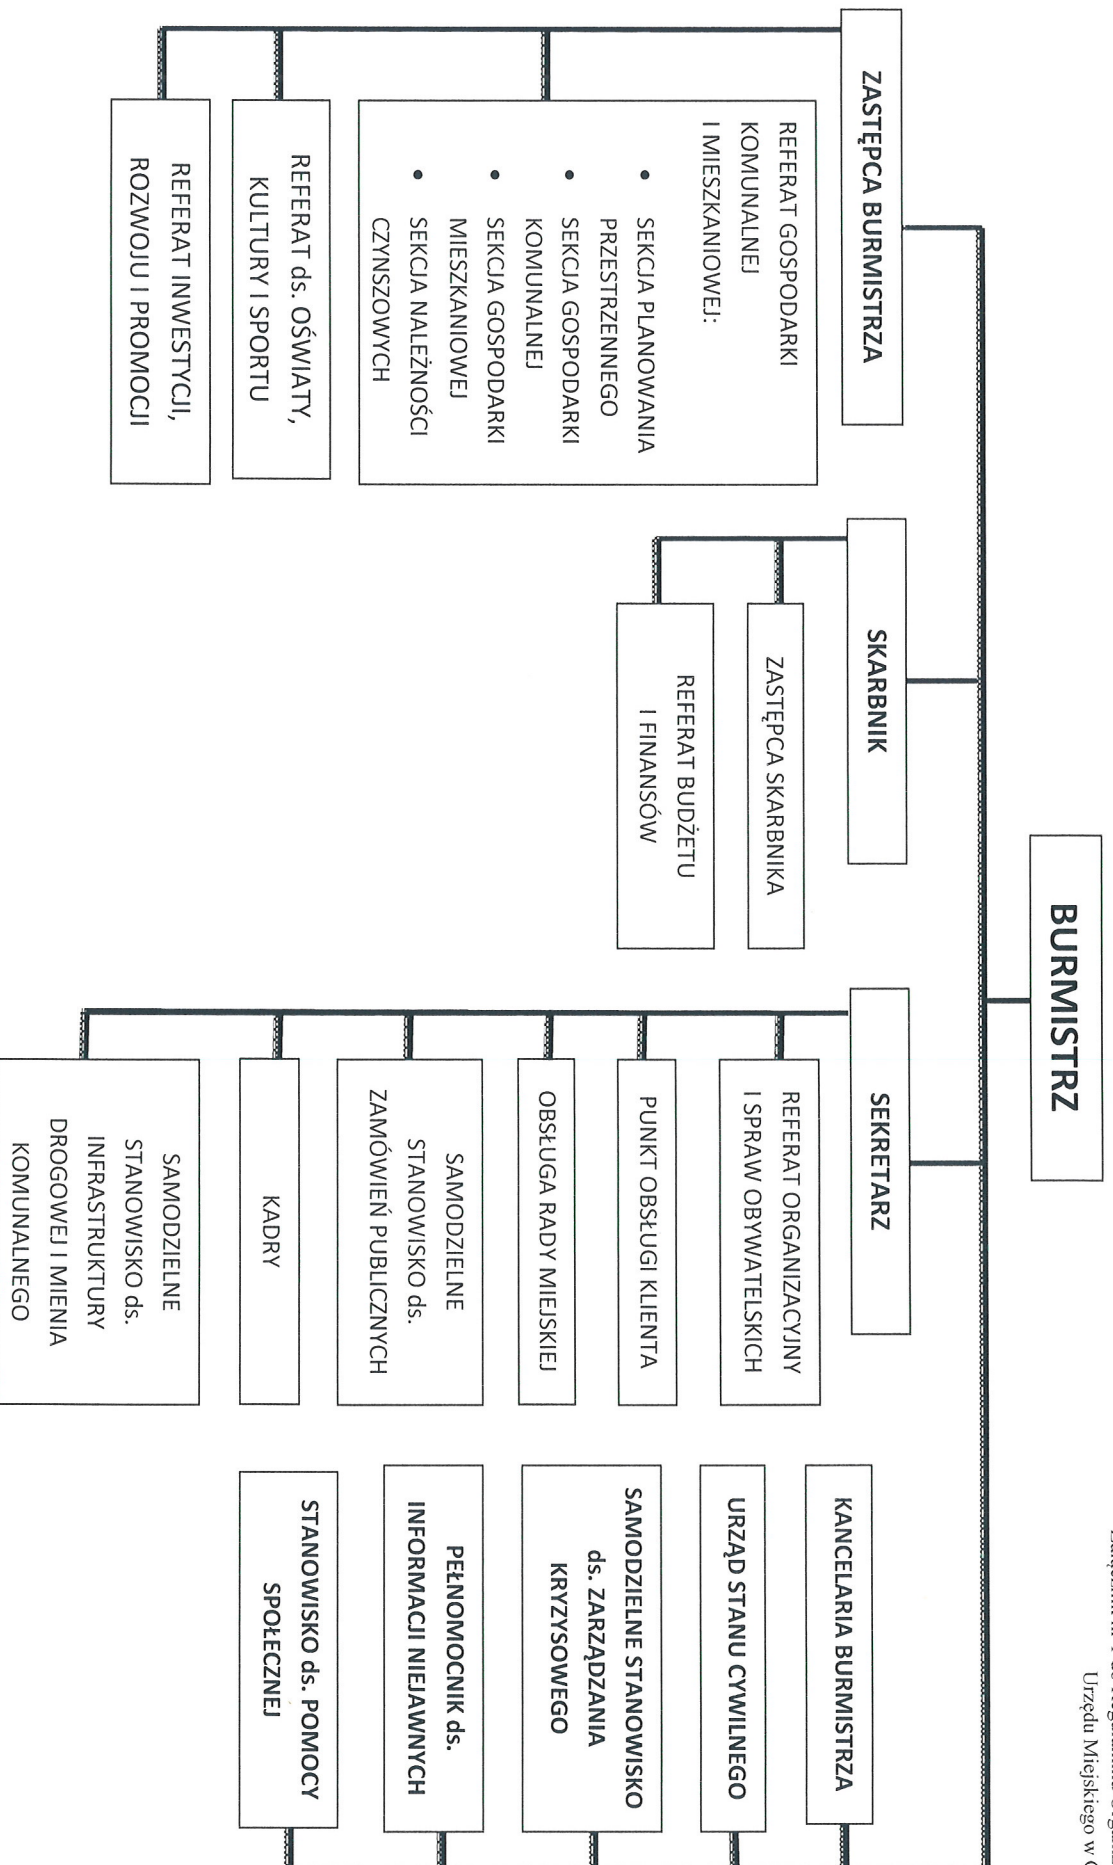 Urzędu Miejskiego w
BURMISTRZ
ZASTĘPCA BURMISTRZA
REFERAT GOSPODARKI
KOMUNALNEJ
I MIESZKANIOWEJ:
• SEKCJA PLANOWANIA
PRZESTRZENNEGO
• SEKCJA GOSPODARKI
KOMUNALNEJ
• SEKCJA GOSPODARKI
MIESZKANIOWEJ
• SEKCJA NALEŻNOŚCI
CZYNSZOWYCH
REFERAT ds. OŚWIATY,
KULTURY I SPORTU
REFERAT INWESTYCJI,
ROZWOJU I PROMOCJI
SKARBNIK
ZASTĘPCA SKARBNIKA
REFERAT BUDŻETU
I FINANSÓW
SEKRETARZ
REFERAT ORGANIZACYJNY
I SPRAW OBYWATELSKICH
PUNKT OBSŁUGI KLIENTA
OBSŁUGA RADY MIEJSKIEJ
SAMODZIELNE
STANOWISKO ds.
ZAMÓWIEŃ PUBLICZNYCH
KADRY
SAMODZIELNE
STANOWISKO ds.
INFRASTRUKTURY
DROGOWEJ I MIENIA
KOMUNALNEGO
KANCELARIA BURMISTRZA
URZĄD STANU CYWILNEGO
SAMODZIELNE STANOWISKO
ds. ZARZĄDZANIA
KRYZYSOWEGO
PEŁNOMOCNIK ds.
INFORMACJI NIEJAWNYCH
STANOWISKO ds. POMOCY
SPOŁECZNEJ